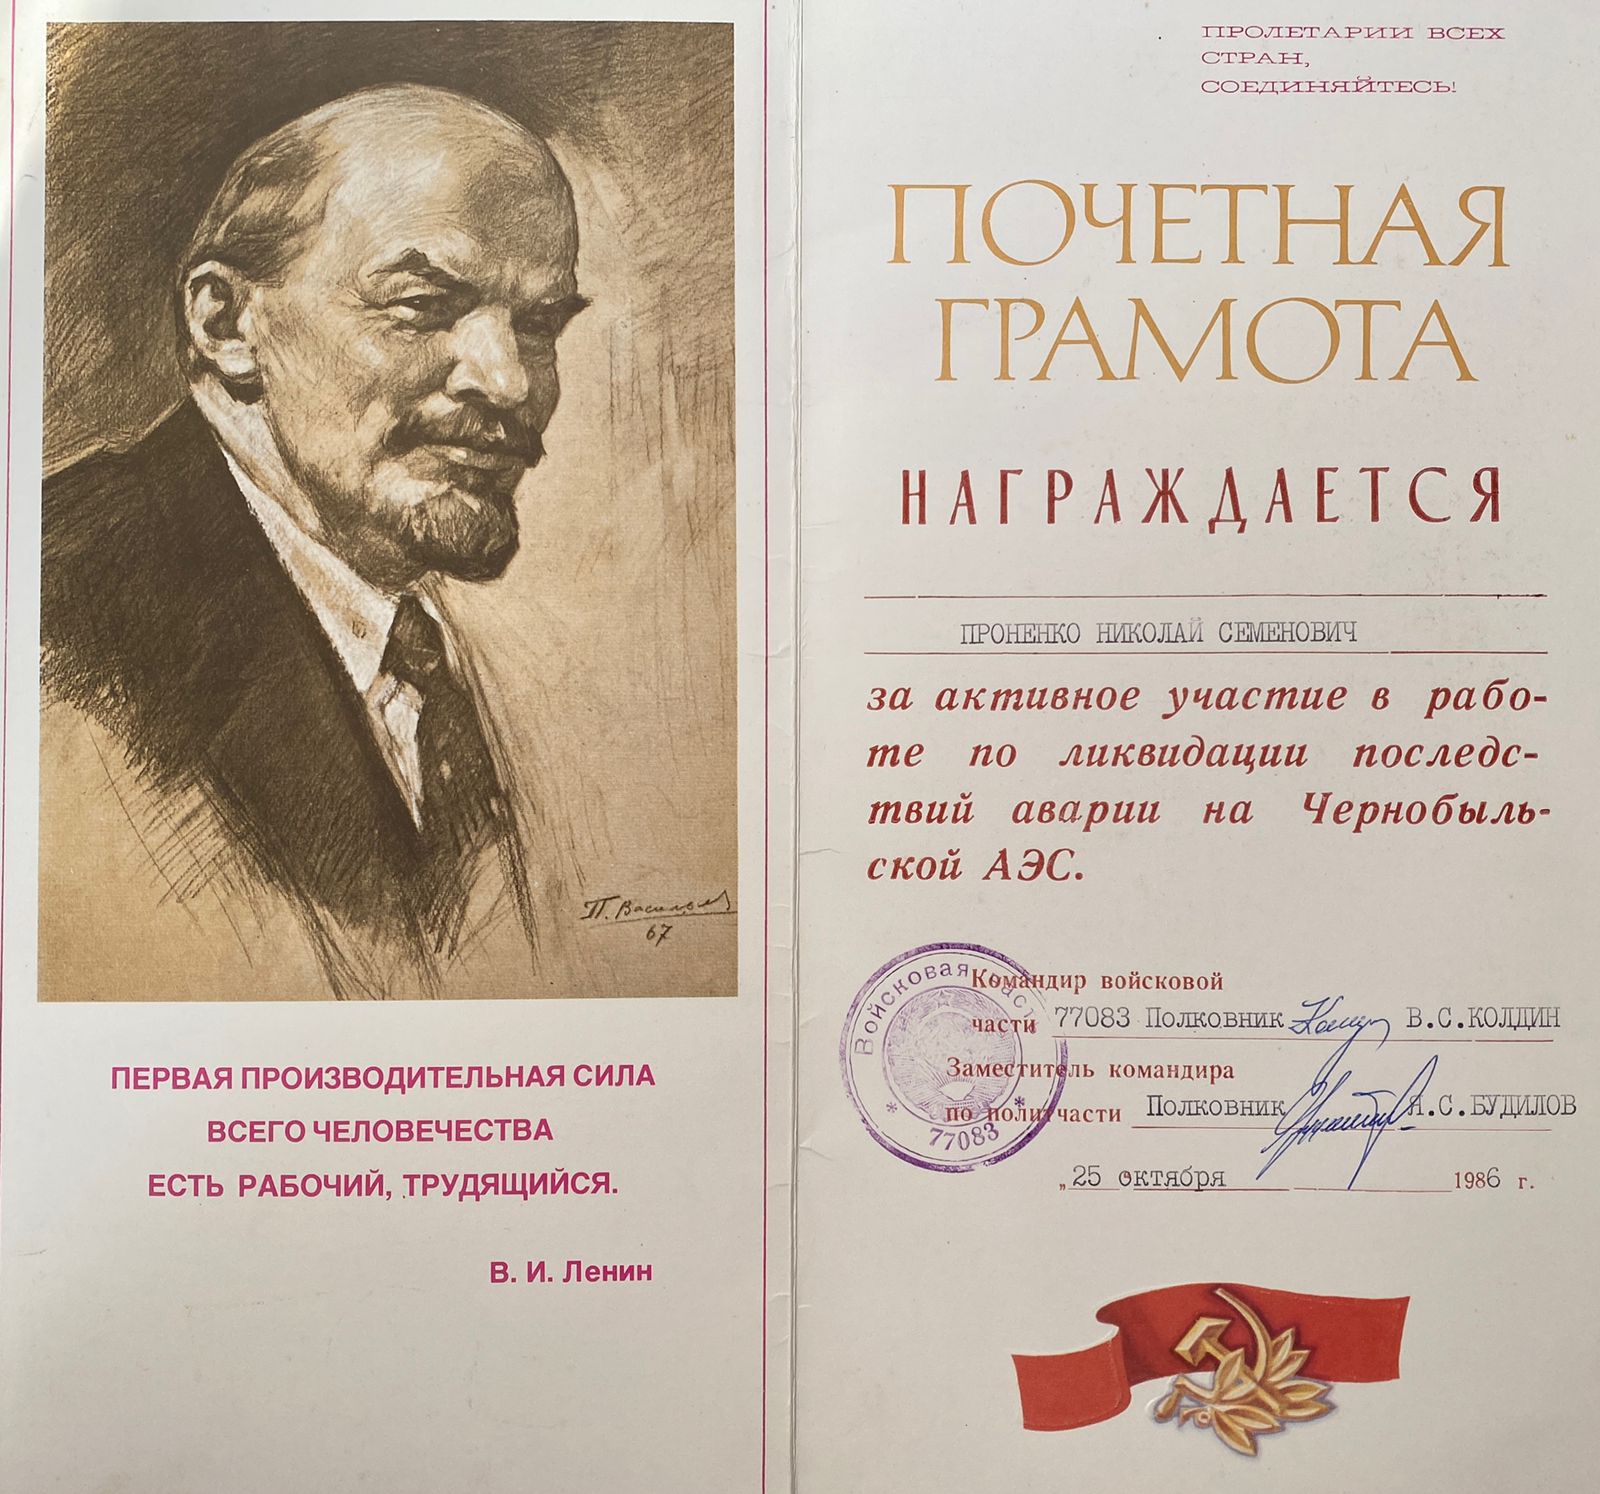 П. Васильев
67
ПЕРВАЯ ПРОИЗВОДИТЕЛЬНАЯ СИЛА
ВСЕГО ЧЕЛОВЕЧЕСТВА
ЕСТЬ РАБОЧИЙ, ТРУДЯЩИЙСЯ.
В. И. Ленин
ПРОЛЕТАРИИ ВСЕХ
СТРАН,
СОЕДИНЯЙТЕСЬ!
ПОЧЕТНАЯ
ГРАМОТА
НАГРАЖДАЕТСЯ
ПРОНЕНКО НИКОЛАЙ СЕМЕНОВИЧ
за активное участие в рабо-
те по ликвидации последс-
твий аварии на Чернобыль-
ской АЭС.
Командир войсковой
части 77083 Полковник В.С.КОЛДИН
Заместитель командира
по политчасти Полковник Я.С.БУДИЛОВ
„25 октября 1986 г.
Войсковая часть
* 77083 *